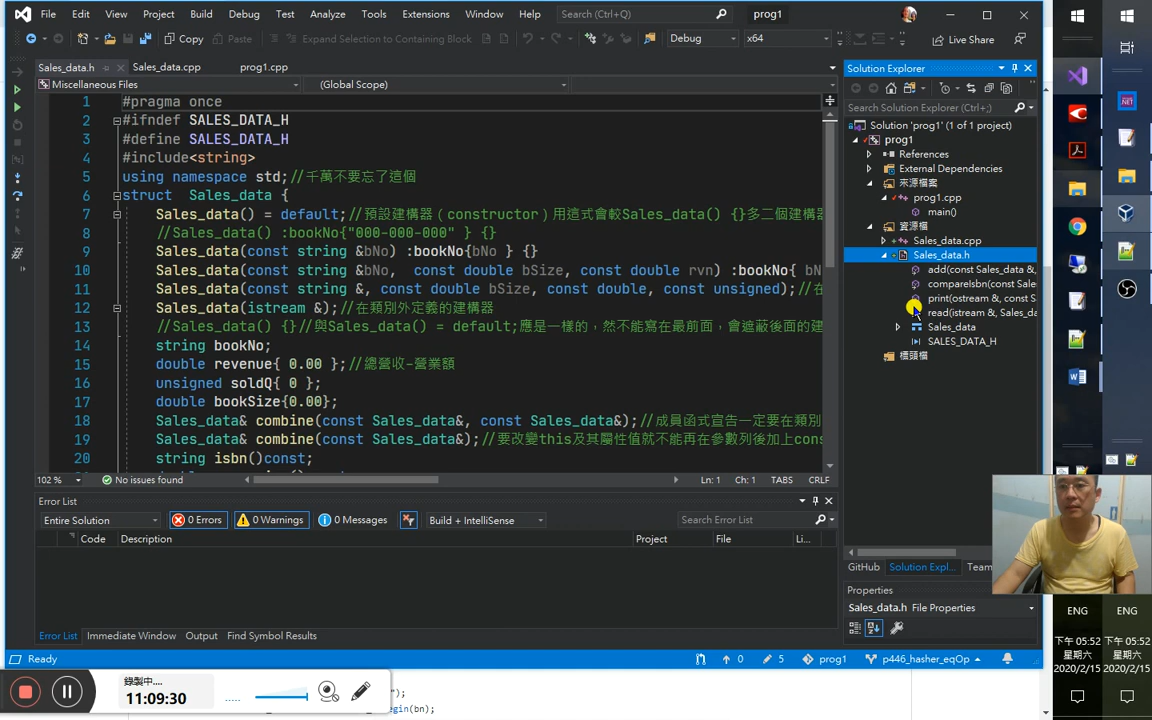 File Edit View Project Build Debug Test Analyze Tools Extensions Window Help Search (Ctrl+Q) prog1
Copy Paste Expand Selection to Containing Block Debug x64 Live Share
Sales_data.h Sales_data.cpp prog1.cpp
Miscellaneous Files (Global Scope)
1 #pragma once
2 #ifndef SALES_DATA_H
3 #define SALES_DATA_H
4 #include<string>
5 using namespace std;//千萬不要忘了這個
6 struct Sales_data {
7 Sales_data() = default;//預設建構器(constructor)用這式會較Sales_data() {}多二個建構器
8 //Sales_data() :bookNo{"000-000-000" } {}
9 Sales_data(const string &bNo) :bookNo{bNo } {}
10 Sales_data(const string &bNo, const double bSize, const double rvn) :bookNo{ bN
11 Sales_data(const string &, const double bSize, const double, const unsigned);//在
12 Sales_data(istream &);//在類別外定義的建構器
13 //Sales_data() {}//與Sales_data() = default;應是一樣的,然不能寫在最前面,會遮蔽後面的建
14 string bookNo;
15 double revenue{ 0.00 };//總營收-營業額
16 unsigned soldQ{ 0 };
17 double bookSize{0.00};
18 Sales_data& combine(const Sales_data&, const Sales_data&);//成員函式宣告一定要在類別
19 Sales_data& combine(const Sales_data&);//要改變this及其屬性值就不能再在參數列後加上cons
20 string isbn()const;
102 % No issues found Ln: 1 Ch: 1 TABS CRLF
Error List
Entire Solution 0 Errors 0 Warnings 0 Messages Build + IntelliSense Search Error List
Code Description Project File Li...
Error List Immediate Window Output Find Symbol Results
Solution Explorer
Search Solution Explorer (Ctrl+;)
Solution 'prog1' (1 of 1 project)
prog1
References
External Dependencies
來源檔案
prog1.cpp
main()
資源檔
Sales_data.cpp
Sales_data.h
add(const Sales_data &,
compareIsbn(const Sale
print(ostream &, const S
read(istream &, Sales_da
Sales_data
SALES_DATA_H
標頭檔
GitHub Solution Expl... Team
Properties
Sales_data.h File Properties
Ready 0 5 prog1 p446_hasher_eqOp
錄製中....
11:09:30
");
egin(bn);
ENG ENG
下午 05:52 下午 05:52
星期六 星期六
2020/2/15 2020/2/15